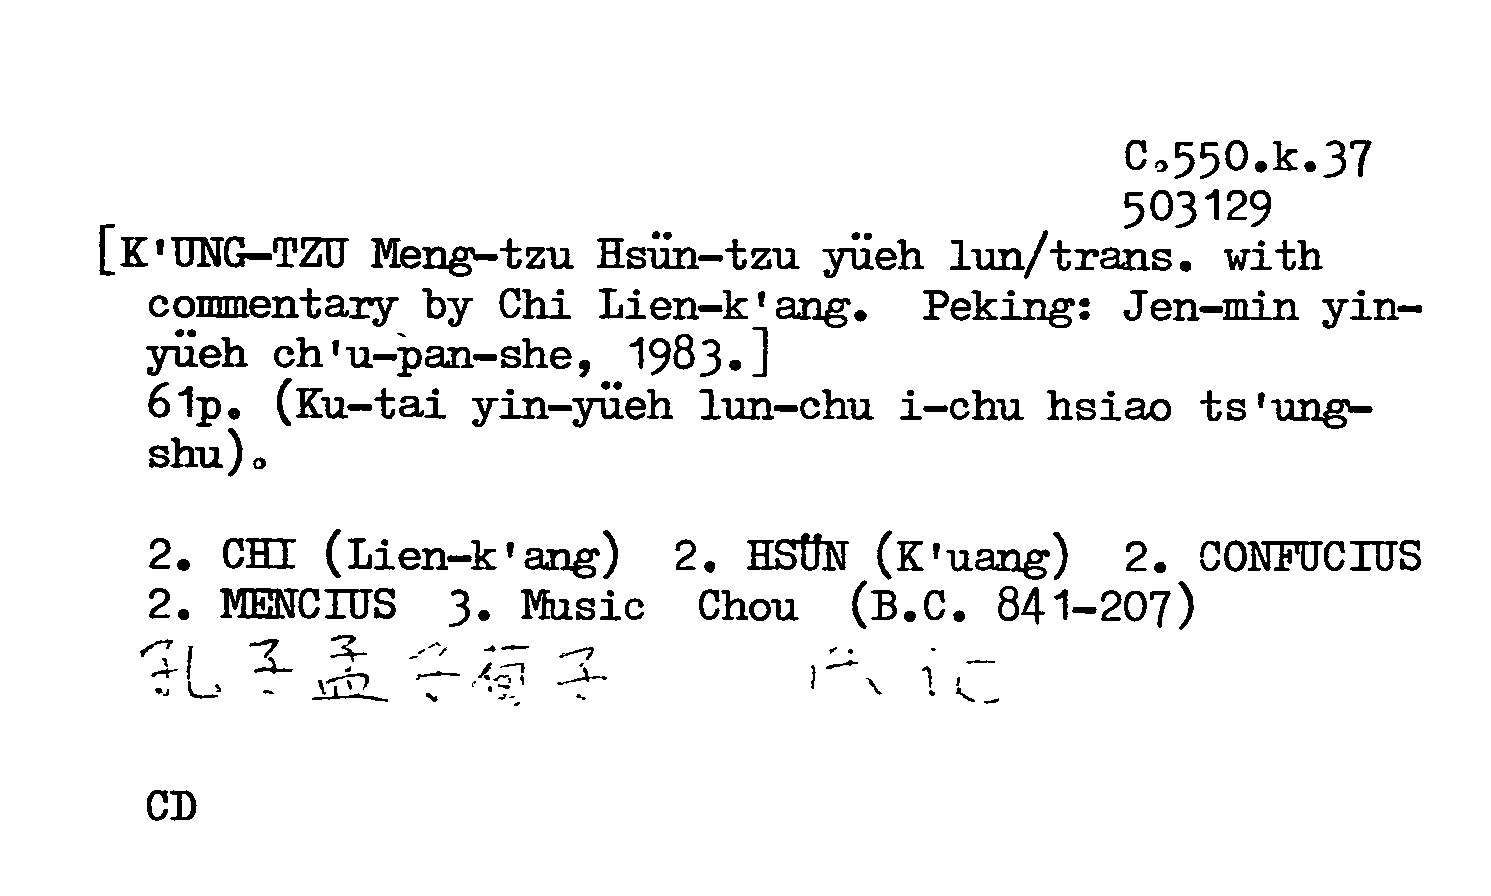 C.550.k.37
503129
[K'UNG-TZU Meng-tzu Hsün-tzu yüeh lun/trans. with
commentary by Chi Lien-k'ang. Peking: Jen-min yin-
yüeh ch'u-pan-she, 1983.]
61p. (Ku-tai yin-yüeh lun-chu i-chu hsiao ts'ung-
shu).
2. CHI (Lien-k'ang) 2. HSÜN (K'uang) 2. CONFUCIUS
2. MENCIUS 3. Music Chou (B.C. 841-207)
孔子孟子荀子
CD